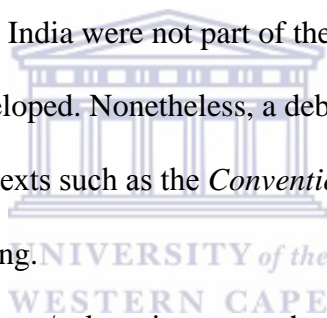 India were not part of the
eloped. Nonetheless, a deb
exts such as the Conventio
ng.
UNIVERSITY of the
WESTERN CAPE